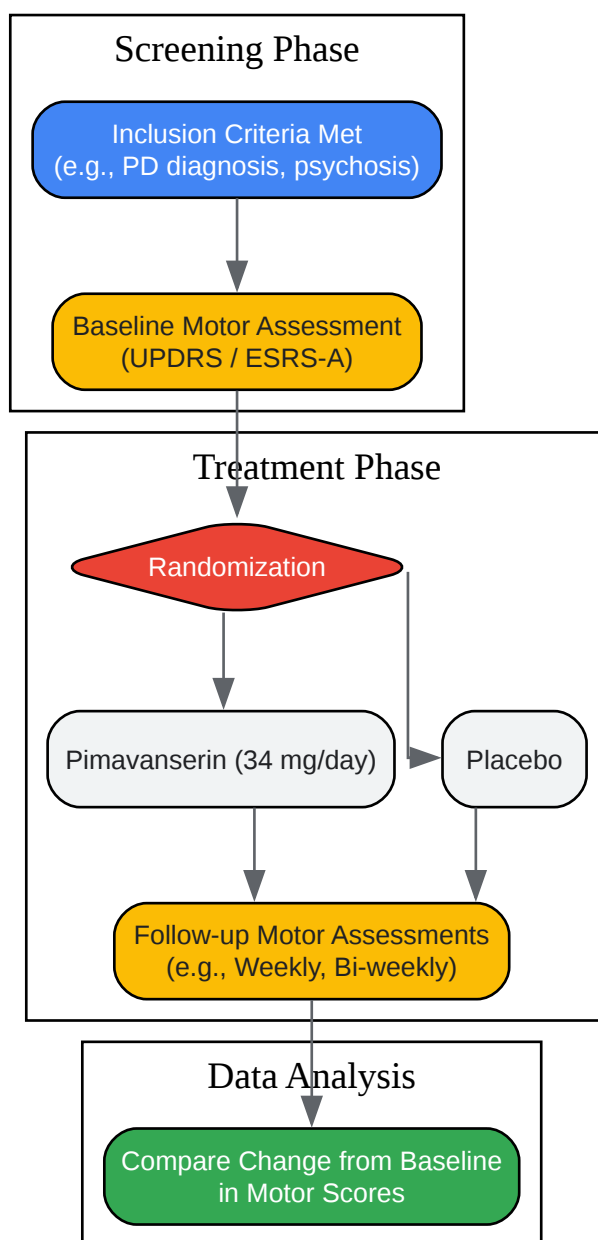 Screening Phase
Inclusion Criteria Met
(e.g., PD diagnosis, psychosis)
Baseline Motor Assessment
(UPDRS / ESRS-A)
Treatment Phase
Randomization
Pimavanserin (34 mg/day)
Placebo
Follow-up Motor Assessments
(e.g., Weekly, Bi-weekly)
Data Analysis
Compare Change from Baseline
in Motor Scores